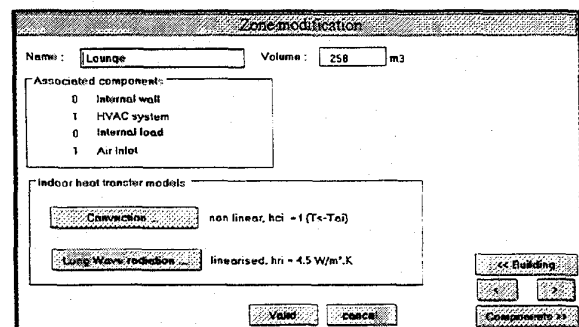 Zone modification
Name : Lounge Volume : 258 m3
Associated components
0 Internal wall
1 HVAC system
0 Internal load
1 Air Inlet
Indoor heat transfer models
Convection ... non linear, hci =f (Ts-Tai)
Long Wave radiation ... linearised, hri = 4.5 W/m².K
<< Building
< >
Valid cancel Components >>